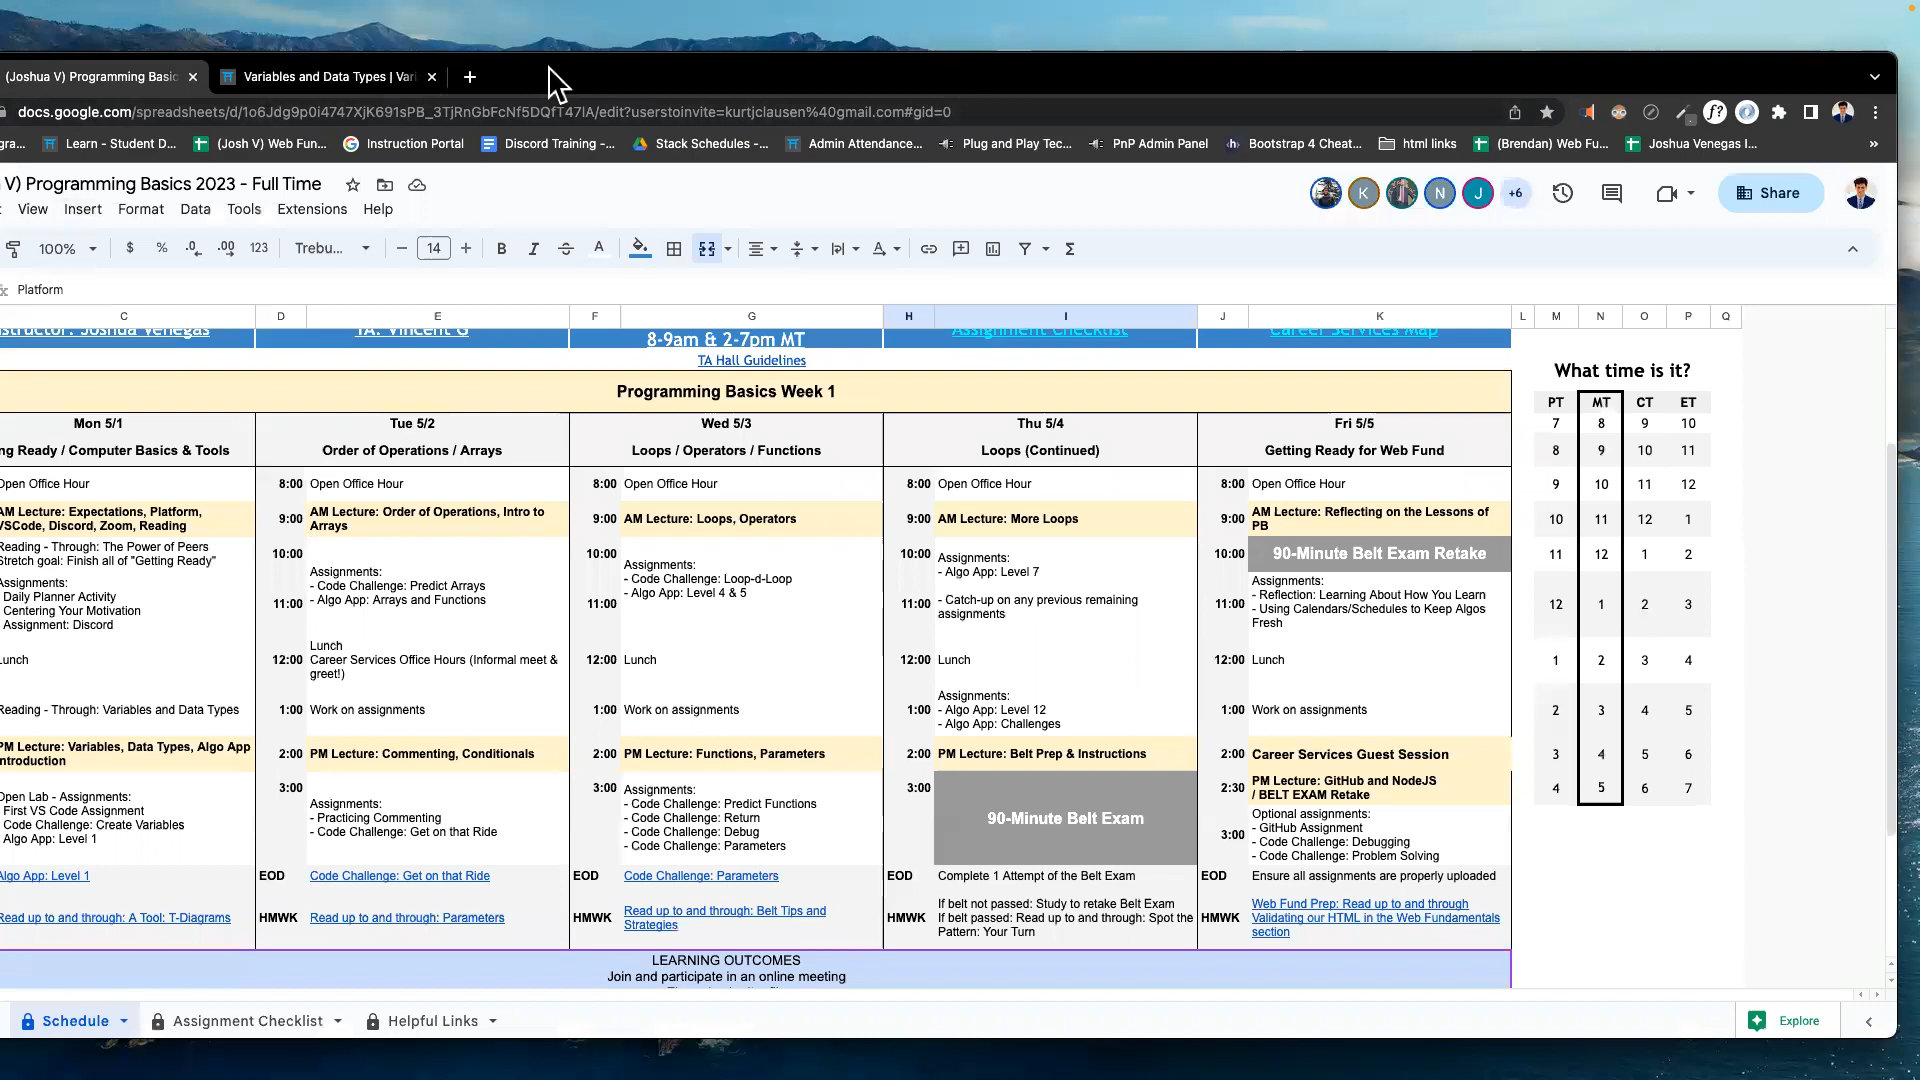 (Joshua V) Programming Basic
Variables and Data Types | Vari
docs.google.com/spreadsheets/d/1o6Jdg9p0i4747XjK691sPB_3TjRnGbFcNf5DQfT47lA/edit?userstoinvite=kurtjclausen%40gmail.com#gid=0
gra... Learn - Student D... (Josh V) Web Fun... Instruction Portal Discord Training -... Stack Schedules -... Admin Attendance... Plug and Play Tec... PnP Admin Panel Bootstrap 4 Cheat... html links (Brendan) Web Fu... Joshua Venegas I... »
V) Programming Basics 2023 - Full Time
+6
Share
View Insert Format Data Tools Extensions Help
100% $ % .0 .00 123 Trebu... − 14 + B I S A Σ
fx Platform
C D E F G H I J K L M N O P Q
structor: Joshua Venegas
TA: Vincent G
8-9am & 2-7pm MT
Assignment Checklist
Career Services Map
TA Hall Guidelines
Programming Basics Week 1
Mon 5/1
ng Ready / Computer Basics & Tools
Open Office Hour
AM Lecture: Expectations, Platform,
VSCode, Discord, Zoom, Reading
Reading - Through: The Power of Peers
Stretch goal: Finish all of "Getting Ready"
Assignments:
Daily Planner Activity
Centering Your Motivation
Assignment: Discord
Lunch
Reading - Through: Variables and Data Types
PM Lecture: Variables, Data Types, Algo App
Introduction
Open Lab - Assignments:
First VS Code Assignment
Code Challenge: Create Variables
Algo App: Level 1
Algo App: Level 1
Read up to and through: A Tool: T-Diagrams
Tue 5/2
Order of Operations / Arrays
8:00 Open Office Hour
9:00 AM Lecture: Order of Operations, Intro to
Arrays
10:00
Assignments:
- Code Challenge: Predict Arrays
- Algo App: Arrays and Functions
11:00
Lunch
12:00 Career Services Office Hours (Informal meet &
greet!)
1:00 Work on assignments
2:00 PM Lecture: Commenting, Conditionals
3:00
Assignments:
- Practicing Commenting
- Code Challenge: Get on that Ride
EOD Code Challenge: Get on that Ride
HMWK Read up to and through: Parameters
Wed 5/3
Loops / Operators / Functions
8:00 Open Office Hour
9:00 AM Lecture: Loops, Operators
10:00
Assignments:
- Code Challenge: Loop-d-Loop
- Algo App: Level 4 & 5
11:00
12:00 Lunch
1:00 Work on assignments
2:00 PM Lecture: Functions, Parameters
3:00 Assignments:
- Code Challenge: Predict Functions
- Code Challenge: Return
- Code Challenge: Debug
- Code Challenge: Parameters
EOD Code Challenge: Parameters
HMWK Read up to and through: Belt Tips and
Strategies
Thu 5/4
Loops (Continued)
8:00 Open Office Hour
9:00 AM Lecture: More Loops
10:00 Assignments:
- Algo App: Level 7
11:00 - Catch-up on any previous remaining
assignments
12:00 Lunch
Assignments:
1:00 - Algo App: Level 12
- Algo App: Challenges
2:00 PM Lecture: Belt Prep & Instructions
3:00
90-Minute Belt Exam
EOD Complete 1 Attempt of the Belt Exam
If belt not passed: Study to retake Belt Exam
HMWK If belt passed: Read up to and through: Spot the
Pattern: Your Turn
Fri 5/5
Getting Ready for Web Fund
8:00 Open Office Hour
9:00 AM Lecture: Reflecting on the Lessons of
PB
10:00 90-Minute Belt Exam Retake
Assignments:
- Reflection: Learning About How You Learn
11:00 - Using Calendars/Schedules to Keep Algos
Fresh
12:00 Lunch
1:00 Work on assignments
2:00 Career Services Guest Session
2:30 PM Lecture: GitHub and NodeJS
/ BELT EXAM Retake
Optional assignments:
- GitHub Assignment
3:00 - Code Challenge: Debugging
- Code Challenge: Problem Solving
EOD Ensure all assignments are properly uploaded
Web Fund Prep: Read up to and through
HMWK Validating our HTML in the Web Fundamentals
section
What time is it?
PT MT CT ET
7 8 9 10
8 9 10 11
9 10 11 12
10 11 12 1
11 12 1 2
12 1 2 3
1 2 3 4
2 3 4 5
3 4 5 6
4 5 6 7
LEARNING OUTCOMES
Join and participate in an online meeting
Schedule Assignment Checklist Helpful Links
Explore